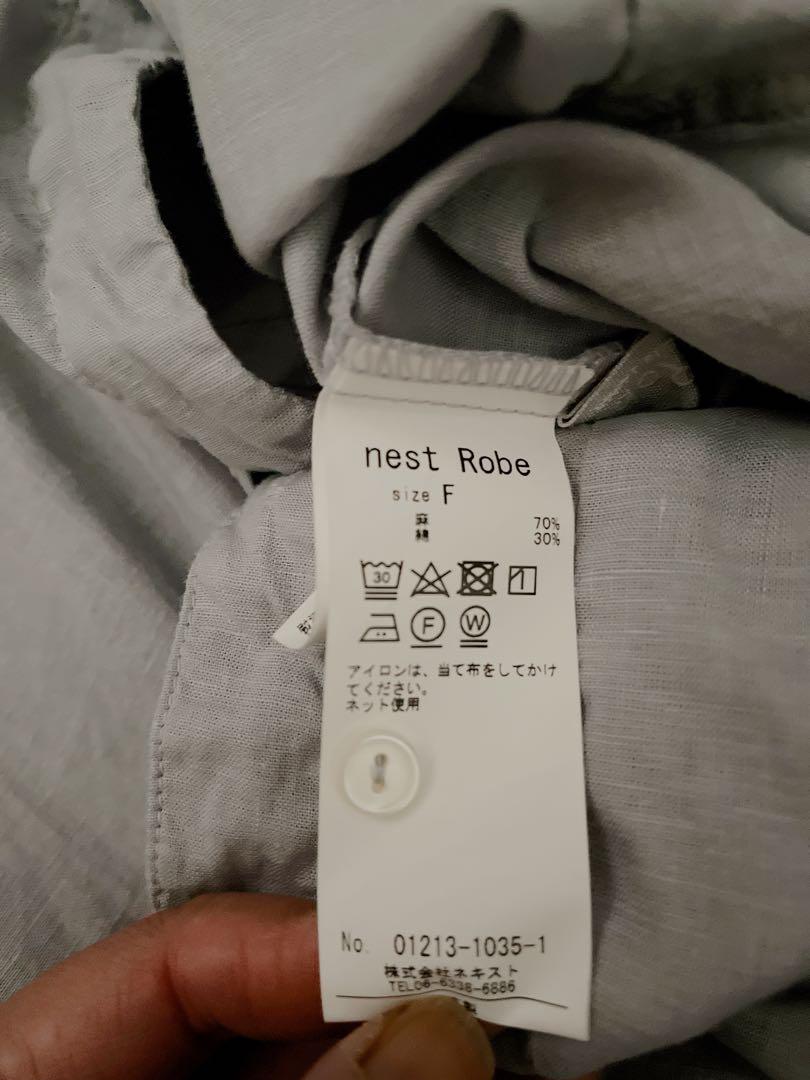 nest Robe
size F
麻 70%
綿 30%
30
F W
アイロンは、当て布をしてかけ
てください。
ネット使用
No. 01213-1035-1
株式会社ネキスト
TEL06-6338-6886
製